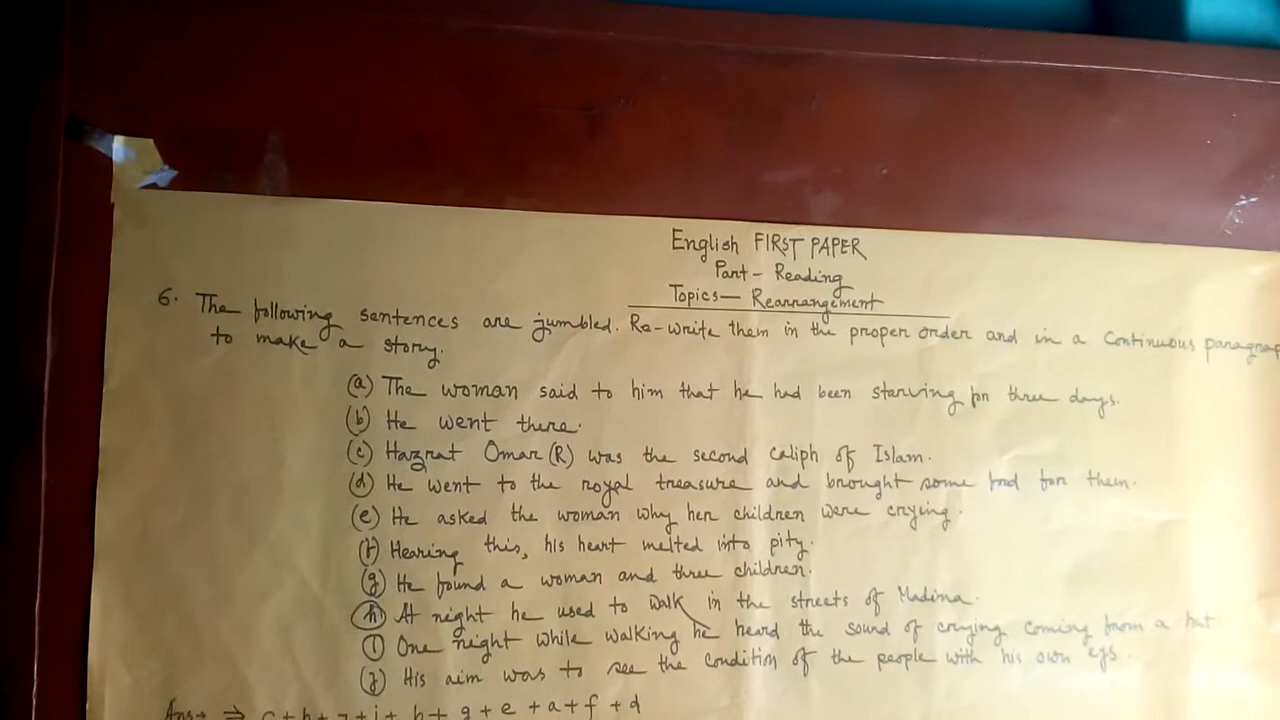 English FIRST PAPER
Part - Reading
Topics— Rearrangement
6. The following sentences are jumbled. Re-write them in the proper order and in a Continuous paragrap
to make a story.
(a) The woman said to him that he had been starving for three days.
(b) He went there.
(c) Hazrat Omar (R) was the second caliph of Islam.
(d) He went to the royal treasure and brought some food for them.
(e) He asked the woman why her children were crying.
(f) Hearing this, his heart melted into pity.
(g) He found a woman and three children.
(h) At night he used to walk in the streets of Madina.
(i) One night while walking he heard the sound of crying coming from a hut
(j) His aim was to see the condition of the people with his own eys.
Ans → ⇒ c+h+j+i+b+g+e+a+f+d